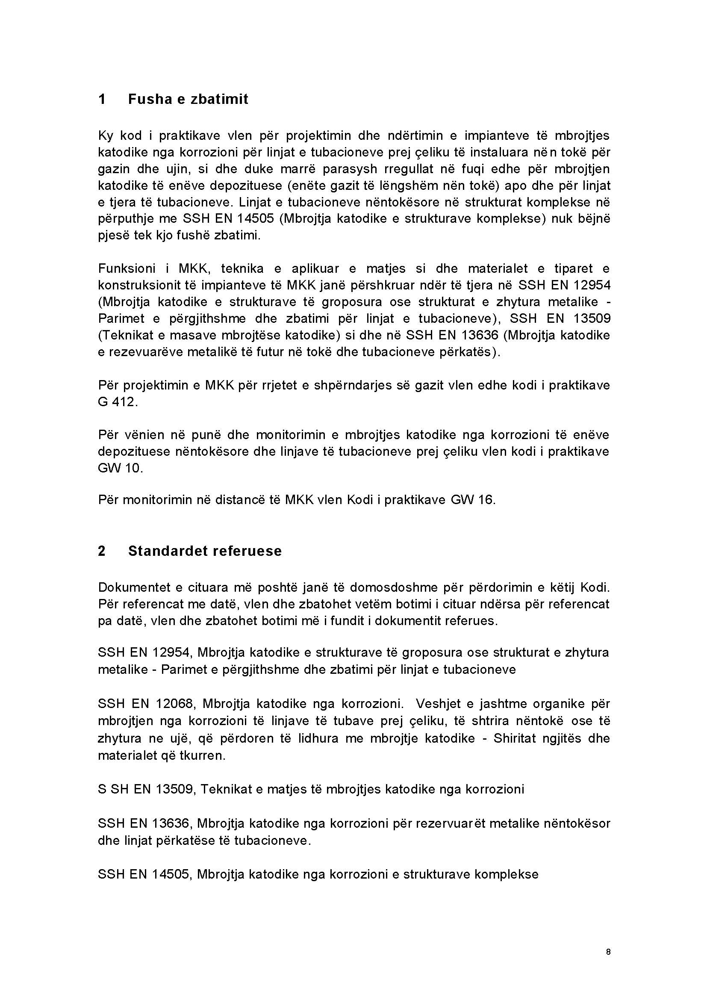 1 Fusha e zbatimit
Ky kod i praktikave vlen për projektimin dhe ndërtimin e impianteve të mbrojtjes
katodike nga korrozioni për linjat e tubacioneve prej çeliku të instaluara nën tokë për
gazin dhe ujin, si dhe duke marrë parasysh rregullat në fuqi edhe për mbrojtjen
katodike të enëve depozituese (enëte gazit të lëngshëm nën tokë) apo dhe për linjat
e tjera të tubacioneve. Linjat e tubacioneve nëntokësore në strukturat komplekse në
përputhje me SSH EN 14505 (Mbrojtja katodike e strukturave komplekse) nuk bëjnë
pjesë tek kjo fushë zbatimi.
Funksioni i MKK, teknika e aplikuar e matjes si dhe materialet e tiparet e
konstruksionit të impianteve të MKK janë përshkruar ndër të tjera në SSH EN 12954
(Mbrojtja katodike e strukturave të groposura ose strukturat e zhytura metalike -
Parimet e përgjithshme dhe zbatimi për linjat e tubacioneve), SSH EN 13509
(Teknikat e masave mbrojtëse katodike) si dhe në SSH EN 13636 (Mbrojtja katodike
e rezevuarëve metalikë të futur në tokë dhe tubacioneve përkatës).
Për projektimin e MKK për rrjetet e shpërndarjes së gazit vlen edhe kodi i praktikave
G 412.
Për vënien në punë dhe monitorimin e mbrojtjes katodike nga korrozioni të enëve
depozituese nëntokësore dhe linjave të tubacioneve prej çeliku vlen kodi i praktikave
GW 10.
Për monitorimin në distancë të MKK vlen Kodi i praktikave GW 16.
2 Standardet referuese
Dokumentet e cituara më poshtë janë të domosdoshme për përdorimin e këtij Kodi.
Për referencat me datë, vlen dhe zbatohet vetëm botimi i cituar ndërsa për referencat
pa datë, vlen dhe zbatohet botimi më i fundit i dokumentit referues.
SSH EN 12954, Mbrojtja katodike e strukturave të groposura ose strukturat e zhytura
metalike - Parimet e përgjithshme dhe zbatimi për linjat e tubacioneve
SSH EN 12068, Mbrojtja katodike nga korrozioni. Veshjet e jashtme organike për
mbrojtjen nga korrozioni të linjave të tubave prej çeliku, të shtrira nëntokë ose të
zhytura ne ujë, që përdoren të lidhura me mbrojtje katodike - Shiritat ngjitës dhe
materialet që tkurren.
S SH EN 13509, Teknikat e matjes të mbrojtjes katodike nga korrozioni
SSH EN 13636, Mbrojtja katodike nga korrozioni për rezervuarët metalike nëntokësor
dhe linjat përkatëse të tubacioneve.
SSH EN 14505, Mbrojtja katodike nga korrozioni e strukturave komplekse
8